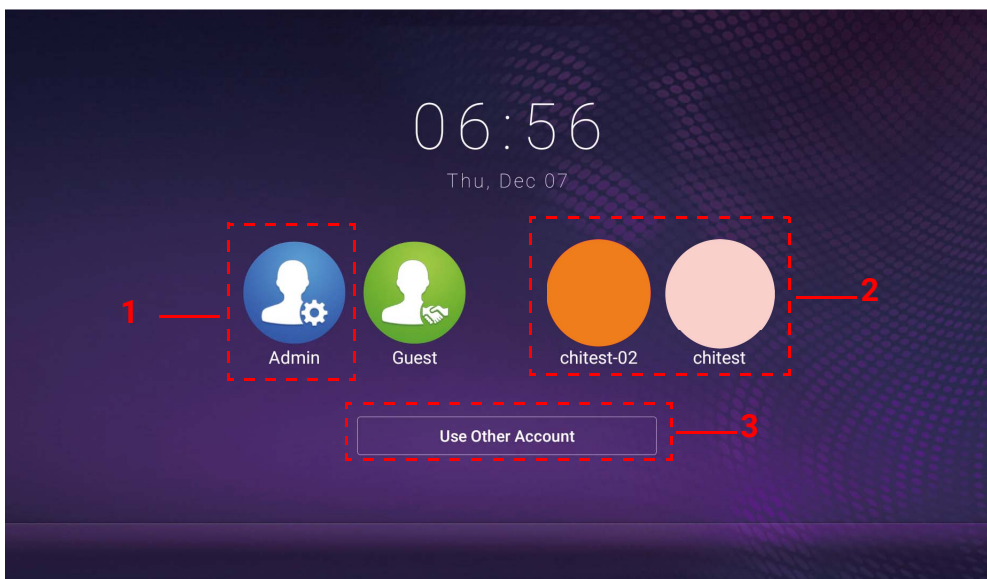 06:56
Thu, Dec 07
1
2
Admin
Guest
chitest-02
chitest
Use Other Account
3